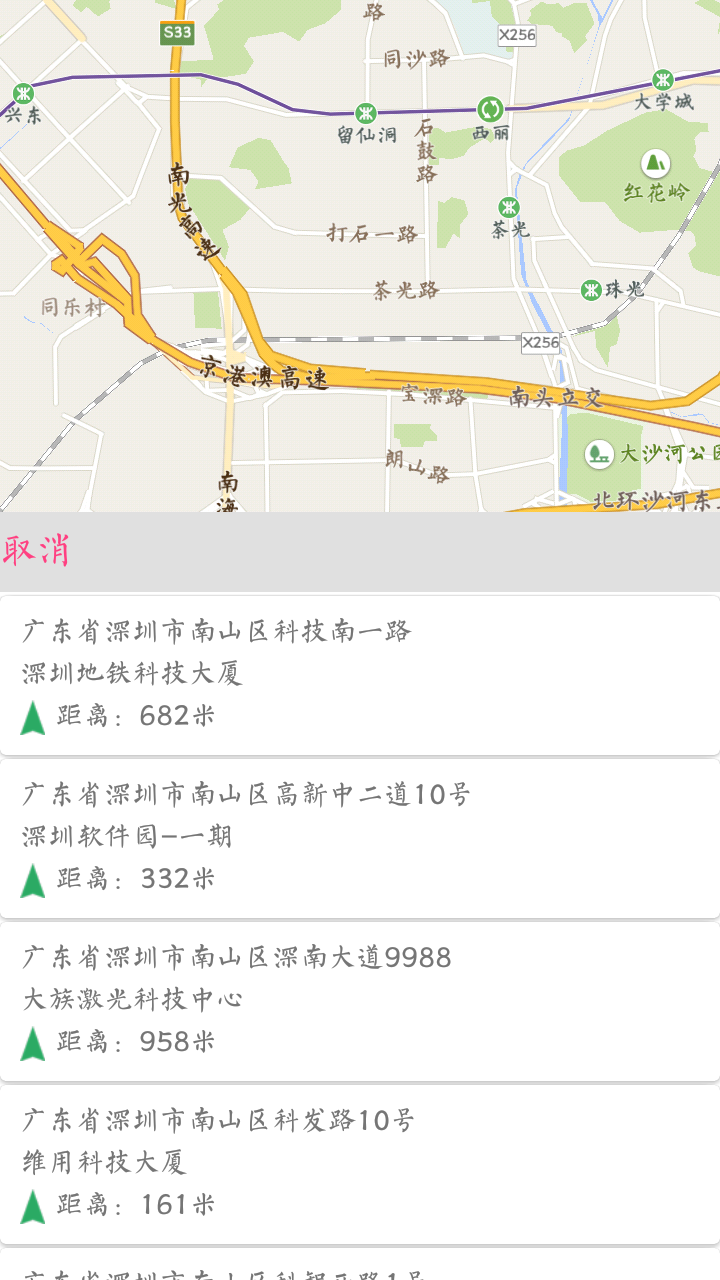 路
S33
X256
同沙路
兴东
留仙洞
西丽
大学城
石鼓路
南光高速
红花岭
打石一路
茶光
茶光路
珠光
同乐村
X256
京港澳高速
宝深路
南头立交
朗山路
大沙河公
南海
北环沙河东
取消
广东省深圳市南山区科技南一路
深圳地铁科技大厦
距离：682米
广东省深圳市南山区高新中二道10号
深圳软件园-一期
距离：332米
广东省深圳市南山区深南大道9988
大族激光科技中心
距离：958米
广东省深圳市南山区科发路10号
维用科技大厦
距离：161米